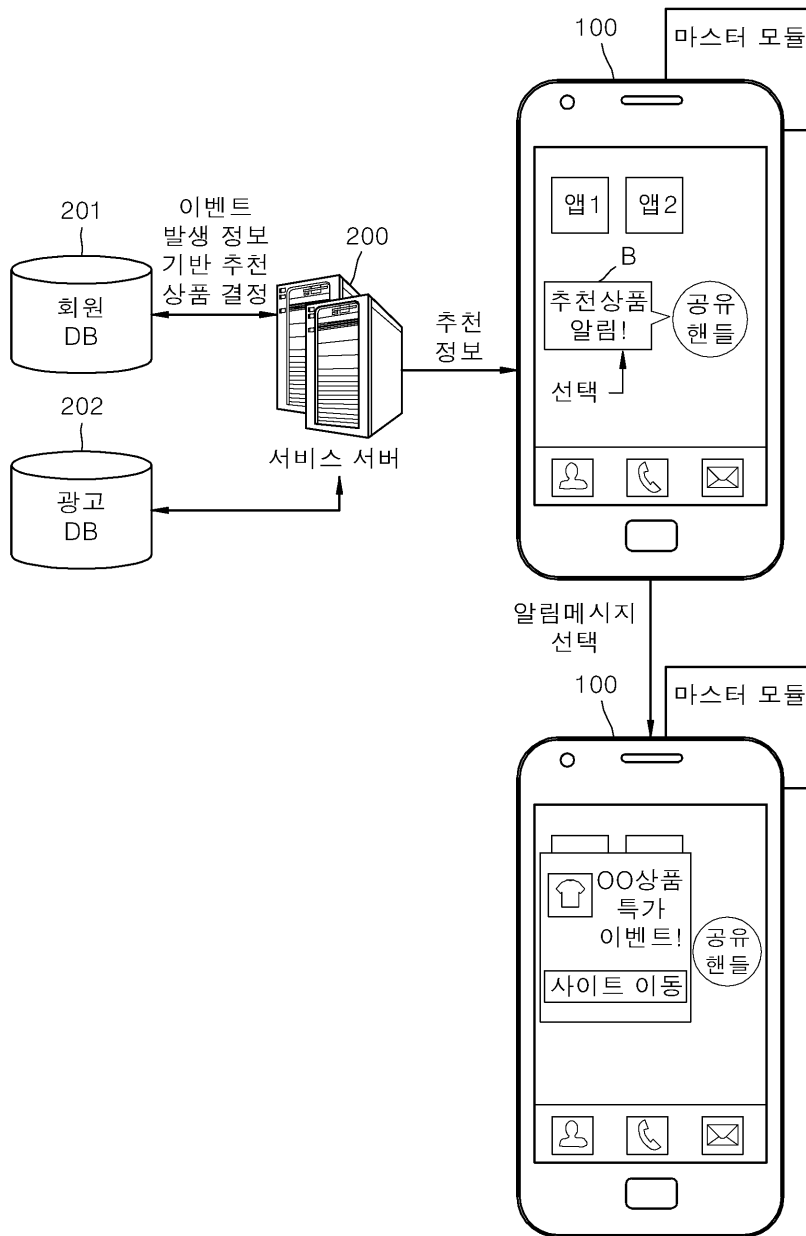 100
마스터 모듈
201
이벤트
발생 정보
기반 추천
상품 결정
200
회원
DB
202
광고
DB
서비스 서버
추천
정보
앱1
앱2
B
추천상품
알림!
공유
핸들
선택
알림메시지
선택
100
마스터 모듈
OO상품
특가
이벤트!
공유
핸들
사이트 이동